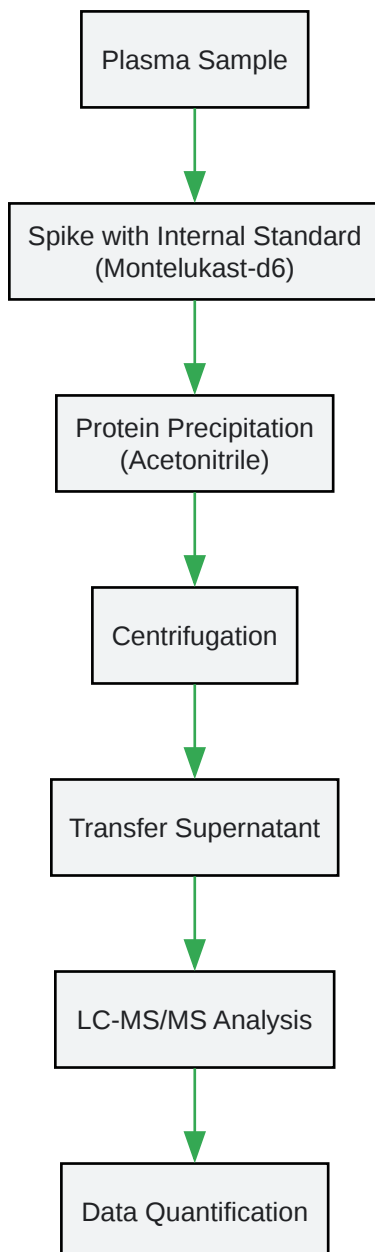 Plasma Sample
Spike with Internal Standard
(Montelukast-d6)
Protein Precipitation
(Acetonitrile)
Centrifugation
Transfer Supernatant
LC-MS/MS Analysis
Data Quantification